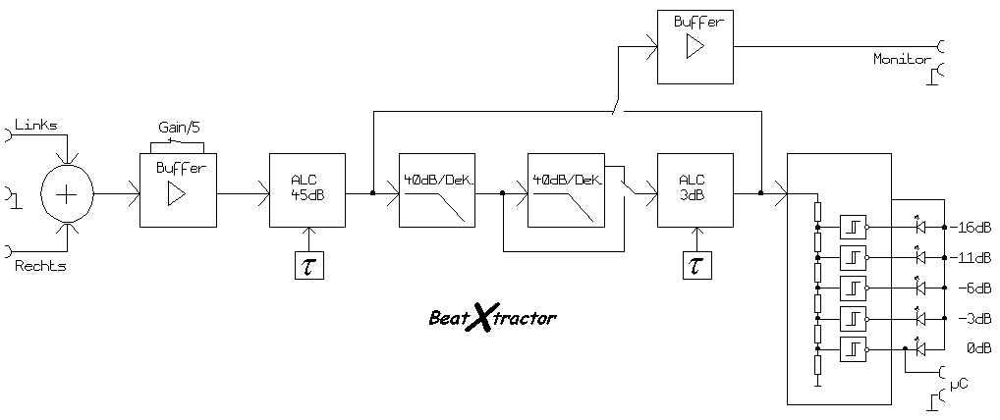 Buffer
Monitor
Links
Gain/5
Buffer
ALC
45dB
40dB/Dek.
40dB/Dek.
ALC
3dB
+
Rechts
τ
τ
BeatXtractor
-16dB
-11dB
-6dB
-3dB
0dB
µC